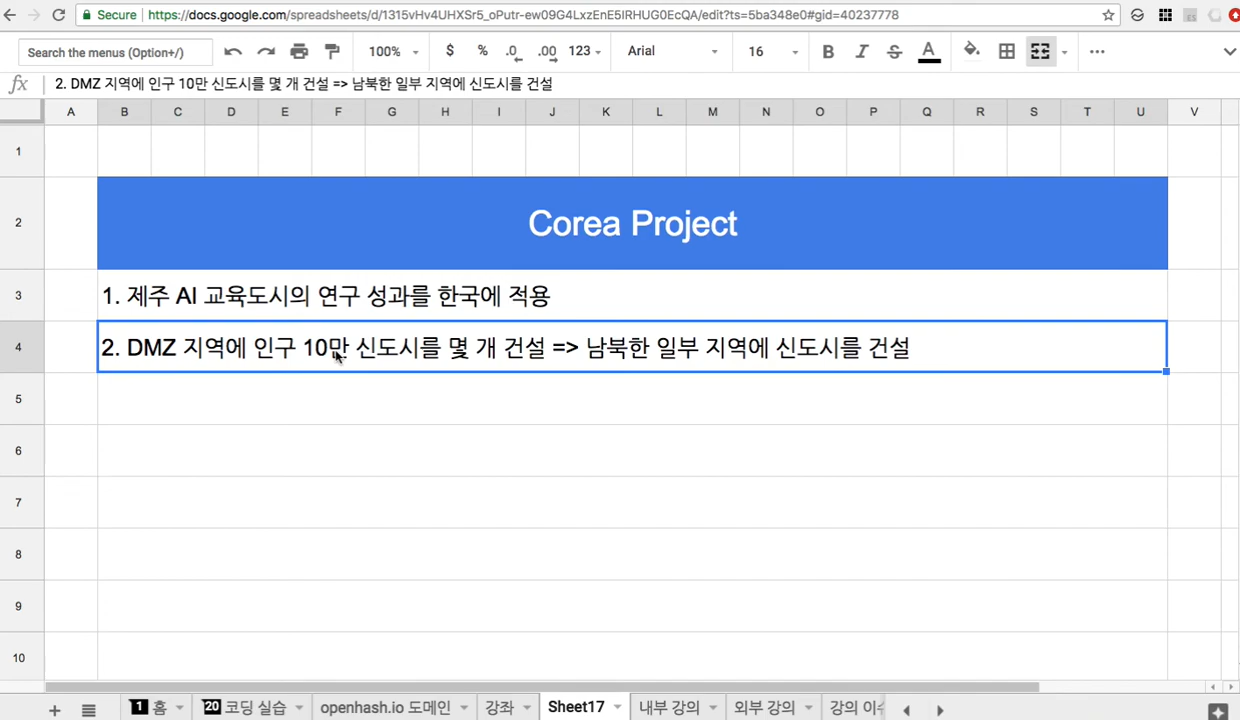 Secure https://docs.google.com/spreadsheets/d/1315vHv4UHXSr5_oPutr-ew09G4LxzEnE5IRHUG0EcQA/edit?ts=5ba348e0#gid=40237778
Search the menus (Option+/) 100% $ % .0 .00 123 Arial 16 B I S A
fx 2. DMZ 지역에 인구 10만 신도시를 몇 개 건설 => 남북한 일부 지역에 신도시를 건설
A B C D E F G H I J K L M N O P Q R S T U V
1
2 Corea Project
3 1. 제주 AI 교육도시의 연구 성과를 한국에 적용
4 2. DMZ 지역에 인구 10만 신도시를 몇 개 건설 => 남북한 일부 지역에 신도시를 건설
5
6
7
8
9
10
1 홈 20 코딩 실습 openhash.io 도메인 강좌 Sheet17 내부 강의 외부 강의 강의